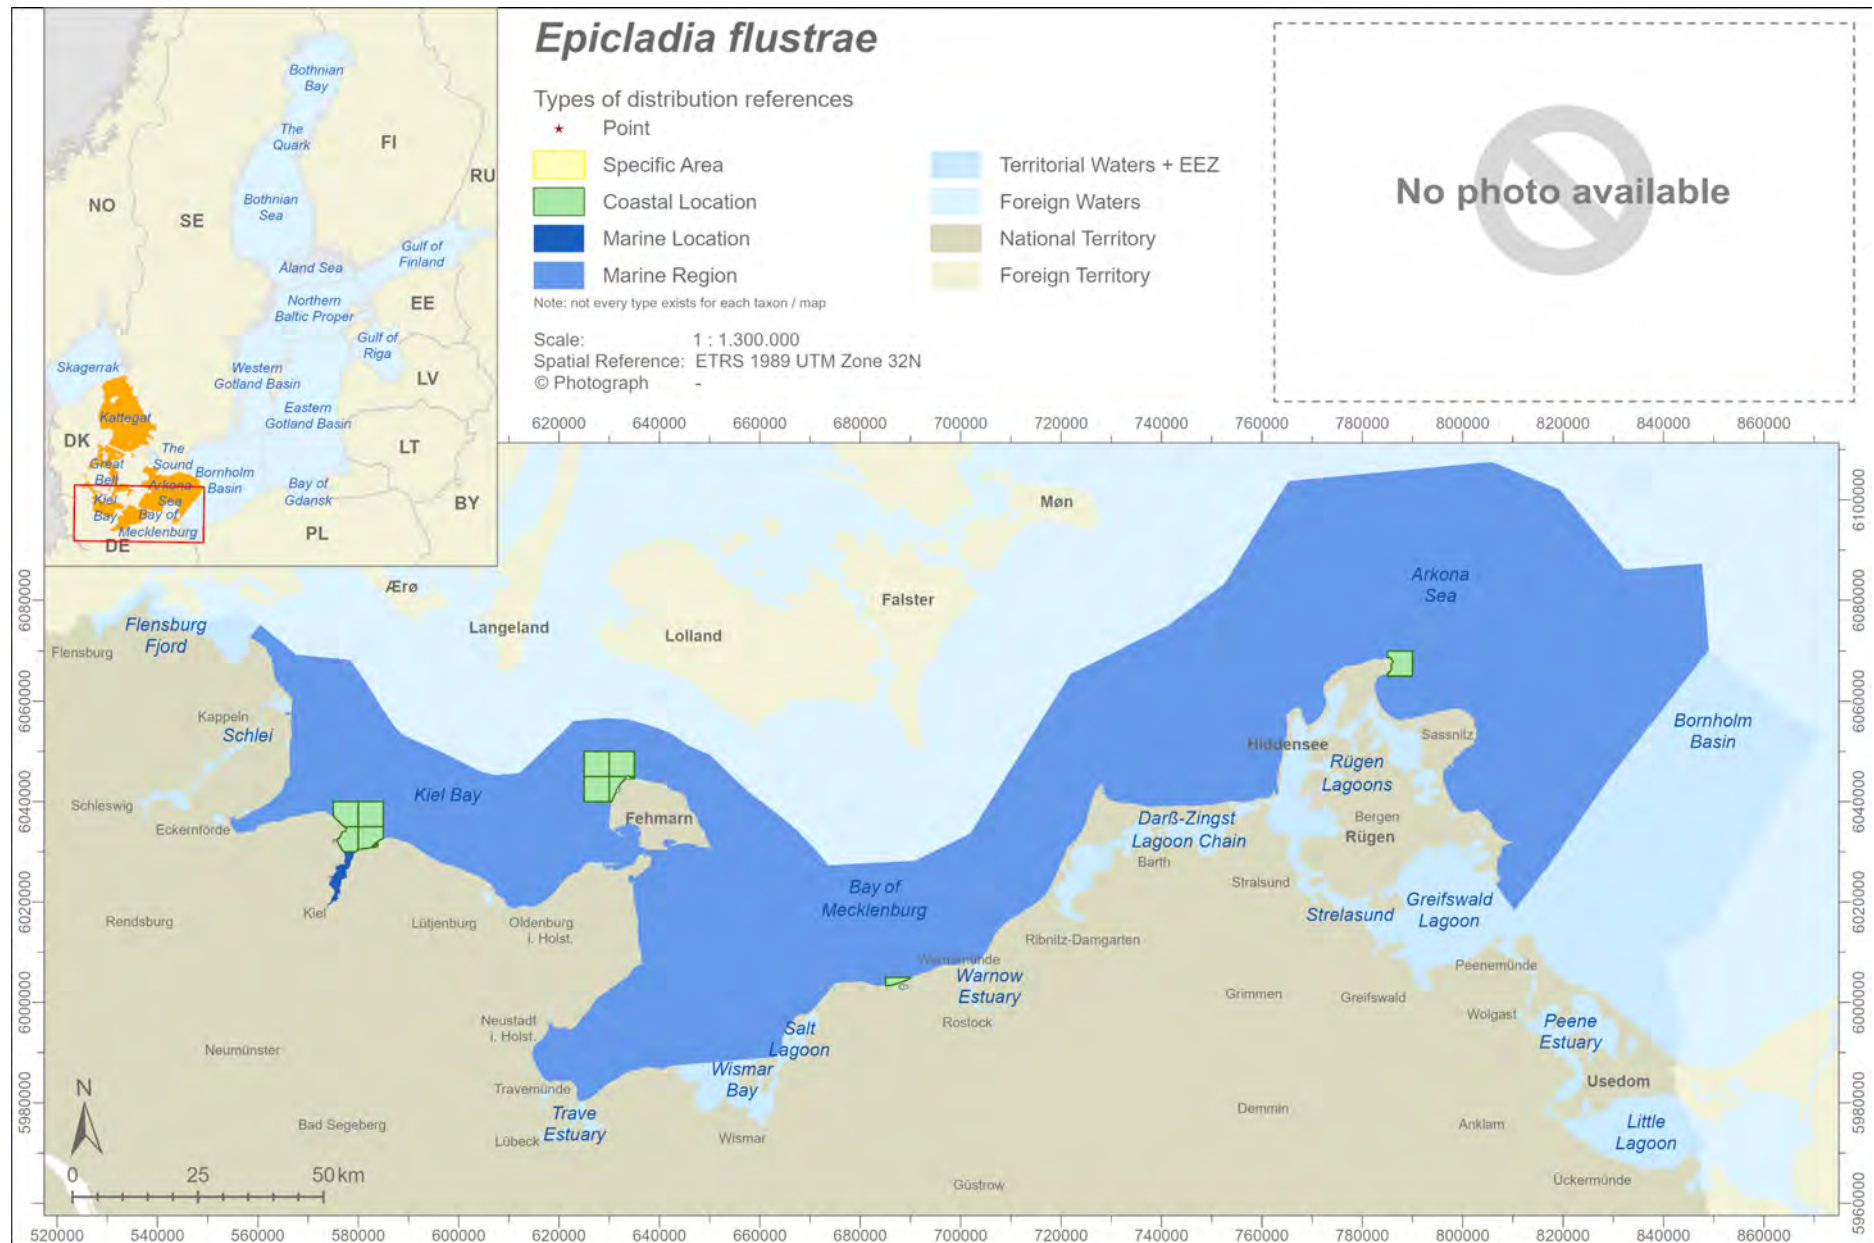 Epicladia flustrae
Types of distribution references
Point
Specific Area
Coastal Location
Marine Location
Marine Region
Territorial Waters + EEZ
Foreign Waters
National Territory
Foreign Territory
Note: not every type exists for each taxon / map
Scale: 1 : 1.300.000
Spatial Reference: ETRS 1989 UTM Zone 32N
© Photograph -
No photo available
Bothnian
Bay
The
Quark
FI
RU
NO
SE
Bothnian
Sea
Gulf of
Finland
Åland Sea
Northern
Baltic Proper
EE
Gulf of
Riga
Skagerrak
Western
Gotland Basin
LV
Kattegat
Eastern
Gotland Basin
DK
The
Sound
LT
Great
Belt
Bornholm
Basin
Arkona
Sea
Bay of
Gdansk
Kiel
Bay
Bay of
Mecklenburg
BY
PL
DE
620000 640000 660000 680000 700000 720000 740000 760000 780000 800000 820000 840000 860000
6100000
6080000
6060000
6040000
6020000
6000000
5980000
5960000
6080000
6060000
6040000
6020000
6000000
5980000
Møn
Ærø
Langeland
Lolland
Falster
Arkona
Sea
Flensburg
Fjord
Flensburg
Kappeln
Schlei
Schleswig
Eckernförde
Kiel Bay
Fehmarn
Hiddensee
Sassnitz
Rügen
Lagoons
Bornholm
Basin
Bergen
Rügen
Darß-Zingst
Lagoon Chain
Barth
Stralsund
Strelasund
Greifswald
Lagoon
Bay of
Mecklenburg
Rendsburg
Kiel
Lütjenburg
Oldenburg
i. Holst.
Ribnitz-Damgarten
Warnemünde
Warnow
Estuary
Rostock
Peenemünde
Grimmen
Greifswald
Wolgast
Peene
Estuary
Usedom
Neumünster
Neustadt
i. Holst.
Salt
Lagoon
Wismar
Bay
Travemünde
Trave
Estuary
Lübeck
Wismar
Bad Segeberg
Demmin
Anklam
Little
Lagoon
Ückermünde
Güstrow
N
0 25 50 km
520000 540000 560000 580000 600000 620000 640000 660000 680000 700000 720000 740000 760000 780000 800000 820000 840000 860000